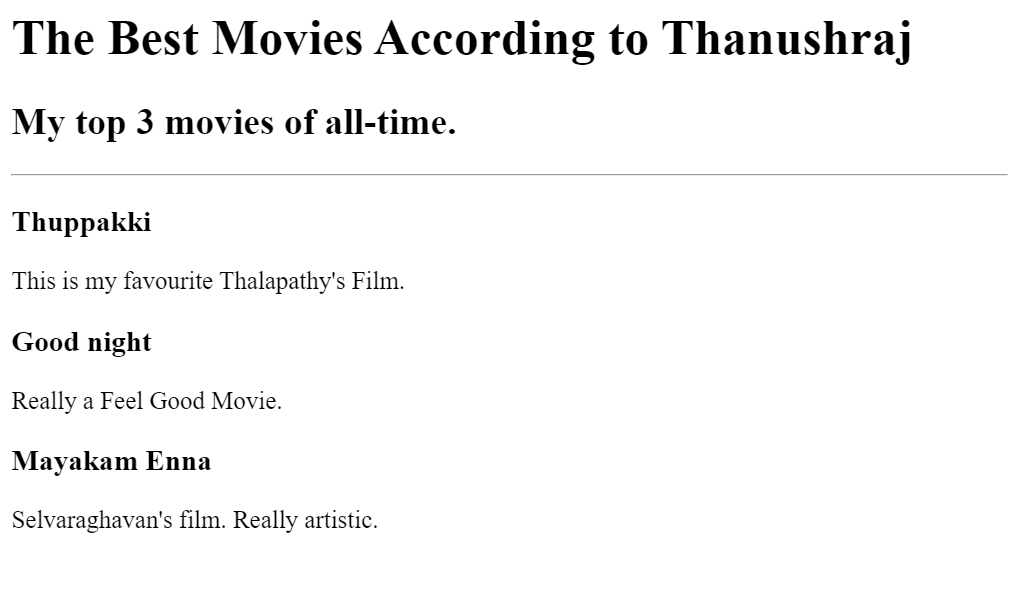 The Best Movies According to Thanushraj
My top 3 movies of all-time.
Thuppakki
This is my favourite Thalapathy's Film.
Good night
Really a Feel Good Movie.
Mayakam Enna
Selvaraghavan's film. Really artistic.